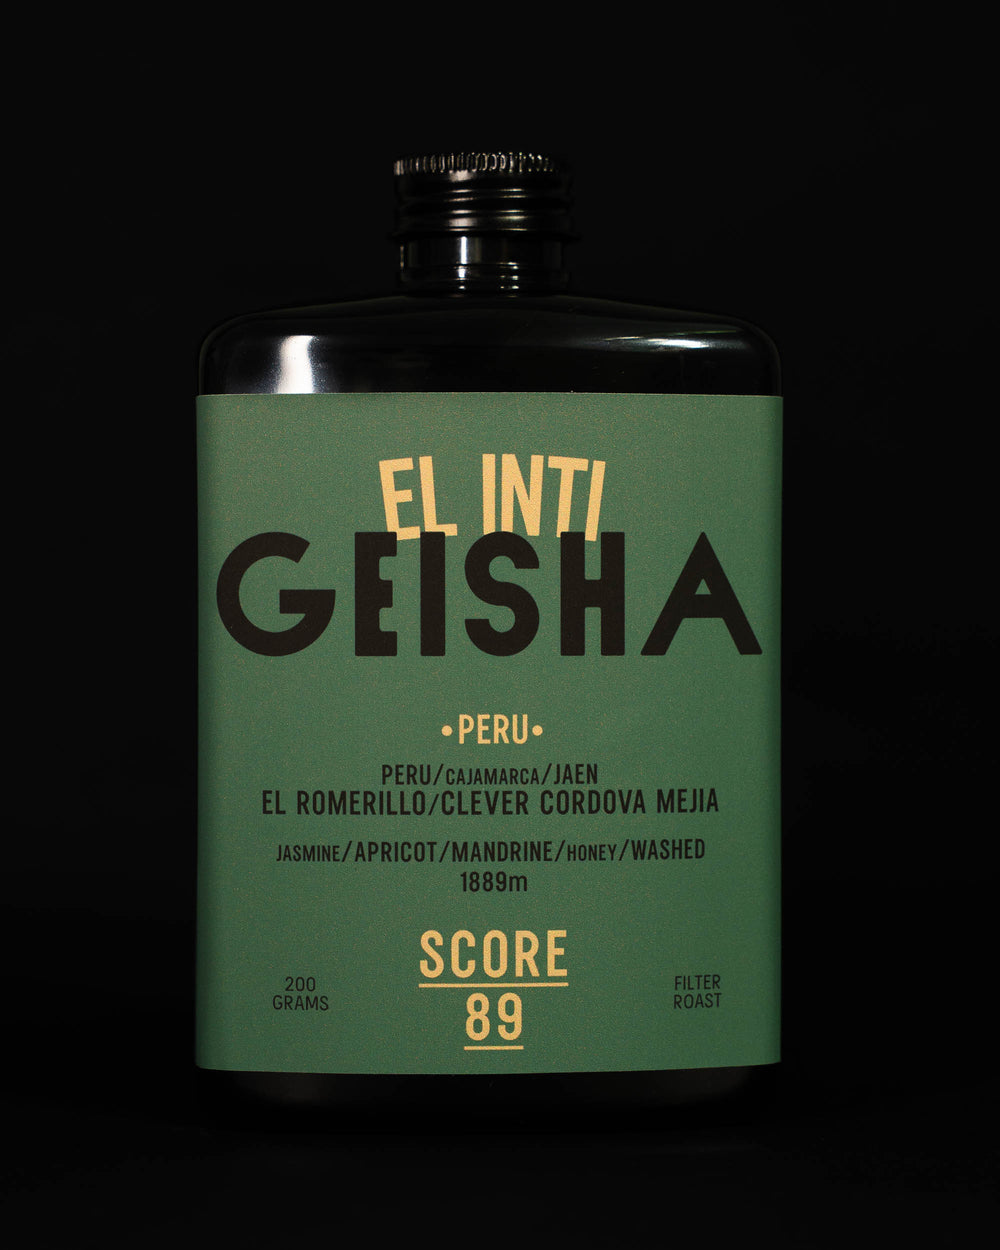 EL INTI
GEISHA
•PERU•
PERU/CAJAMARCA/JAEN
EL ROMERILLO/CLEVER CORDOVA MEJIA
JASMINE/APRICOT/MANDRINE/HONEY/WASHED
1889m
SCORE
89
200
GRAMS
FILTER
ROAST